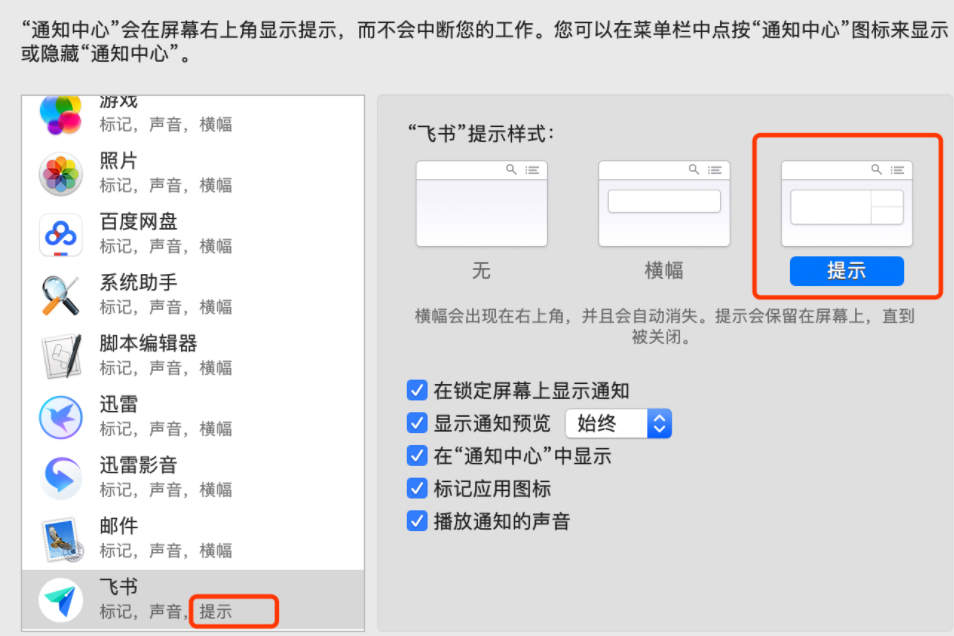 “通知中心”会在屏幕右上角显示提示，而不会中断您的工作。您可以在菜单栏中点按“通知中心”图标来显示
或隐藏“通知中心”。
游戏
标记，声音，横幅
照片
标记，声音，横幅
百度网盘
标记，声音，横幅
系统助手
标记，声音，横幅
脚本编辑器
标记，声音，横幅
迅雷
标记，声音，横幅
迅雷影音
标记，声音，横幅
邮件
标记，声音，横幅
飞书
标记，声音，提示
“飞书”提示样式：
无
横幅
提示
横幅会出现在右上角，并且会自动消失。提示会保留在屏幕上，直到
被关闭。
在锁定屏幕上显示通知
显示通知预览 始终
在“通知中心”中显示
标记应用图标
播放通知的声音